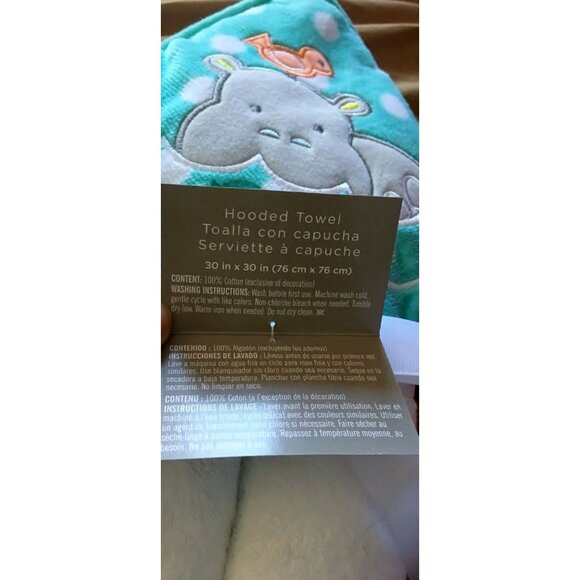 Hooded Towel
Toalla con capucha
Serviette à capuche
30 in x 30 in (76 cm x 76 cm)
CONTENT: 100% Cotton (exclusive of decoration)
WASHING INSTRUCTIONS: Wash before first use. Machine wash cold,
gentle cycle with like colors. Non-chlorine bleach when needed. Tumble
dry low. Warm iron when needed. Do not dry clean.
CONTENIDO: 100% Algodón (excluyendo los adornos)
INSTRUCCIONES DE LAVADO: Lávese antes de usarse por primera vez.
Lave a máquina con agua fría en ciclo para ropa fina y con colores
similares. Use blanqueador sin cloro cuando sea necesario. Seque en la
secadora a baja temperatura. Planchar con plancha tibia cuando sea
necesario. No limpiar en seco.
CONTENU: 100% Coton (à l'exception de la décoration)
INSTRUCTIONS DE LAVAGE: Laver avant la première utilisation. Laver en
machine à l'eau froide, cycle délicat avec des couleurs similaires. Utiliser
un agent de blanchiment sans chlore si nécessaire. Faire sécher au
sèche-linge à basse température. Repassez à température moyenne, au
besoin. Ne pas nettoyer à sec.